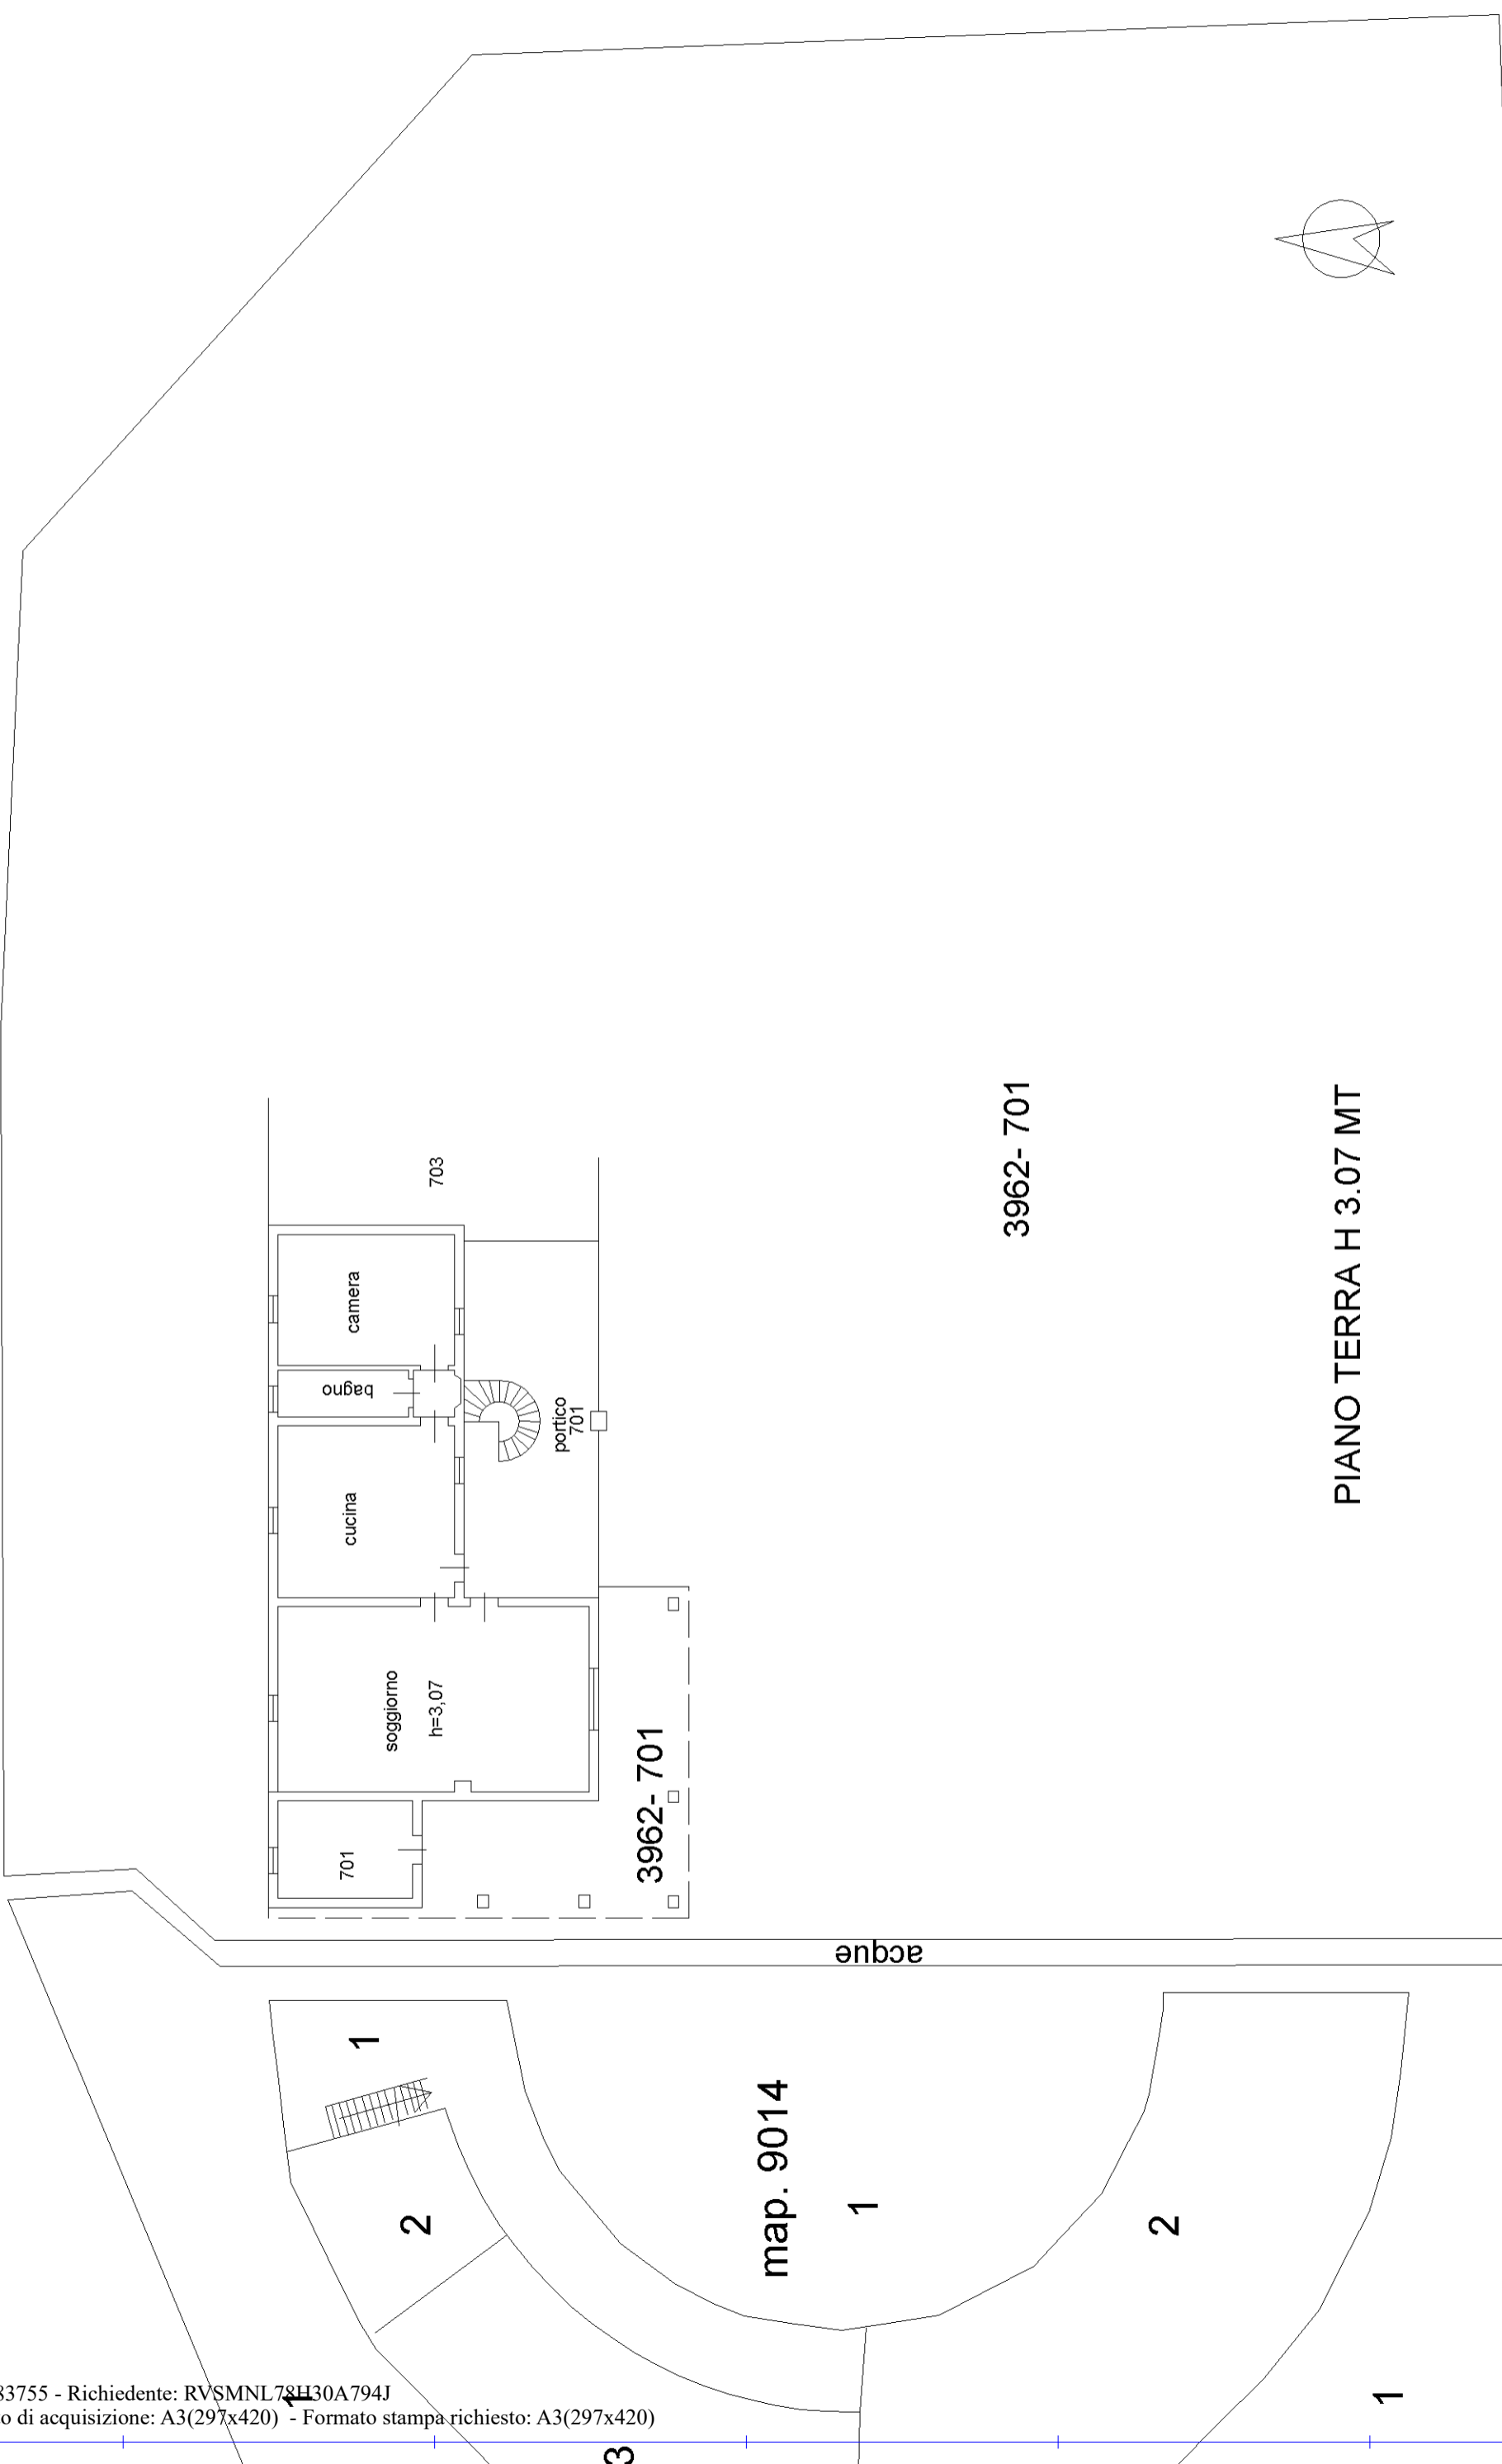 703
camera
bagno
portico
701
cucina
soggiorno
h=3,07
701
3962- 701
3962- 701
PIANO TERRA H 3.07 MT
acque
1
2
map. 9014
1
2
1
1
3
83755 - Richiedente: RVSMNL78H30A794J
o di acquisizione: A3(297x420) - Formato stampa richiesto: A3(297x420)